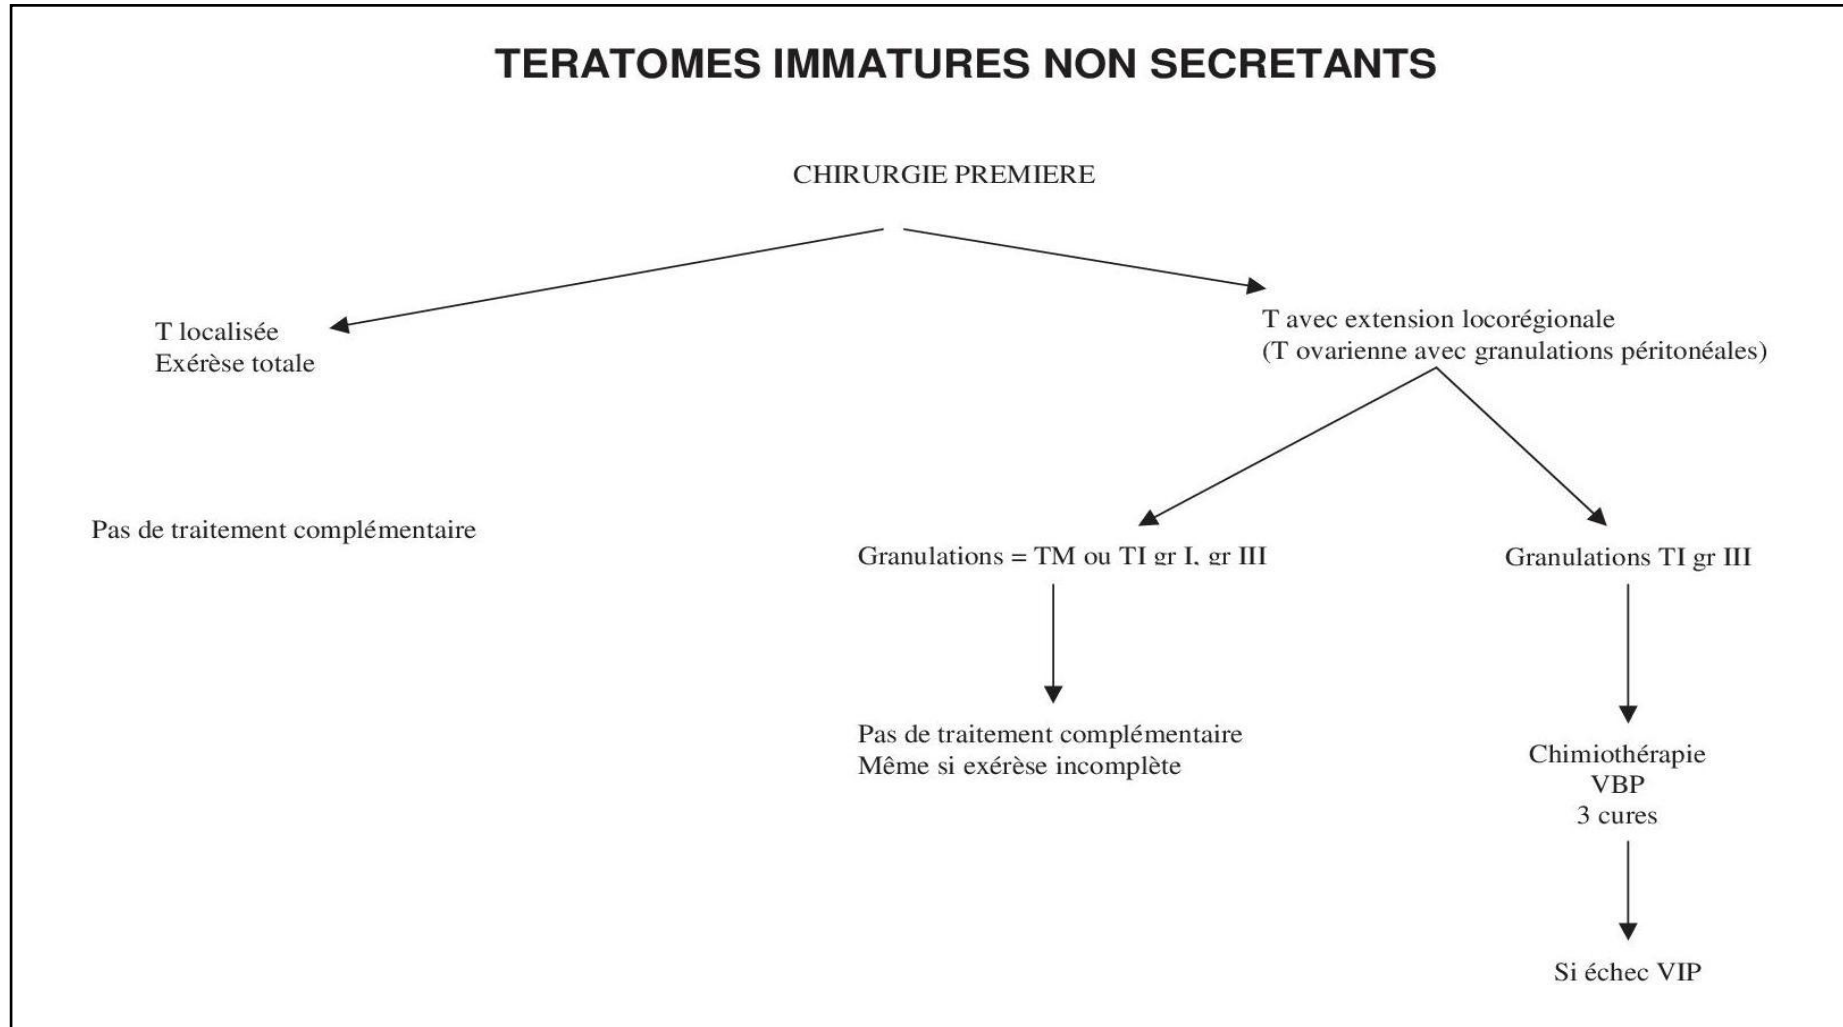 TERATOMES IMMATURES NON SECRETANTS
CHIRURGIE PREMIERE
T localisée
Exérèse totale
T avec extension locorégionale
(T ovarienne avec granulations péritonéales)
Pas de traitement complémentaire
Granulations = TM ou TI gr I, gr III
Granulations TI gr III
Pas de traitement complémentaire
Même si exérèse incomplète
Chimiothérapie
VBP
3 cures
Si échec VIP